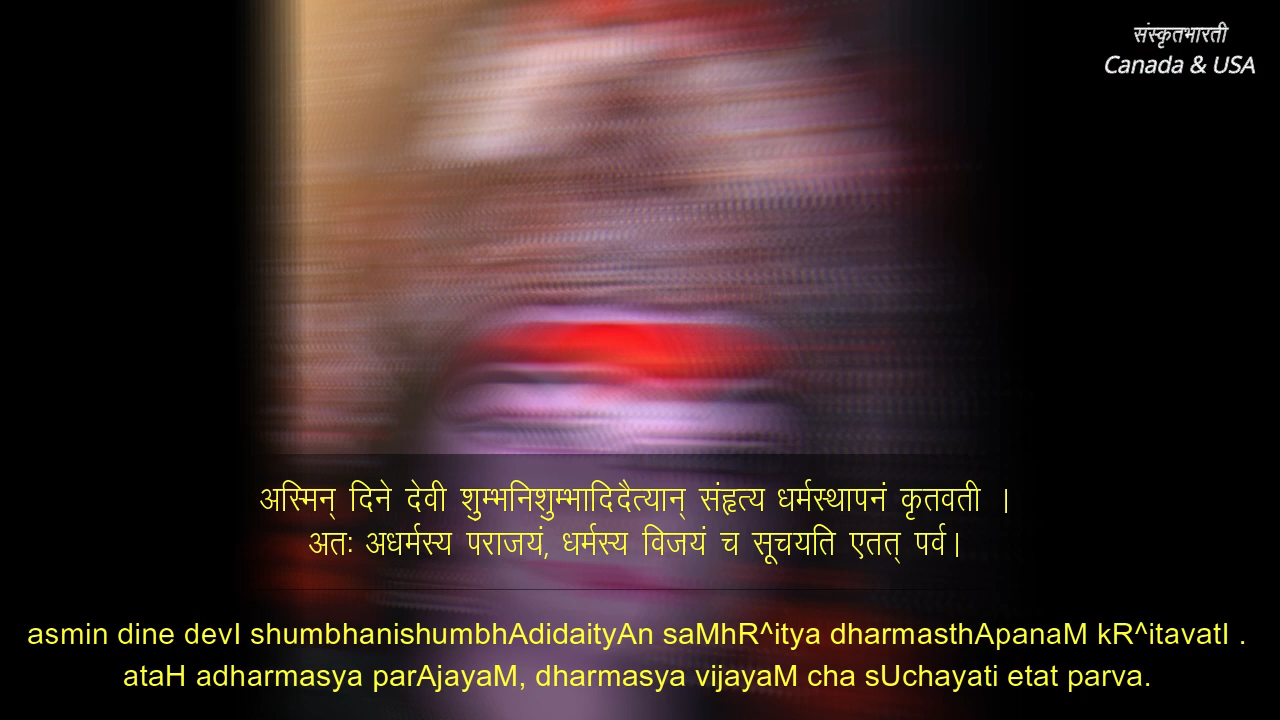 संस्कृतभारती
Canada & USA
अस्मिन् दिने देवी शुम्भनिशुम्भादिदैत्यान् संहृत्य धर्मस्थापनं कृतवती ।
अतः अधर्मस्य पराजयं, धर्मस्य विजयं च सूचयति एतत् पर्व।
asmin dine devI shumbhanishumbhAdidaityAn saMhR^itya dharmasthApanaM kR^itavatI .
ataH adharmasya parAjayaM, dharmasya vijayaM cha sUchayati etat parva.